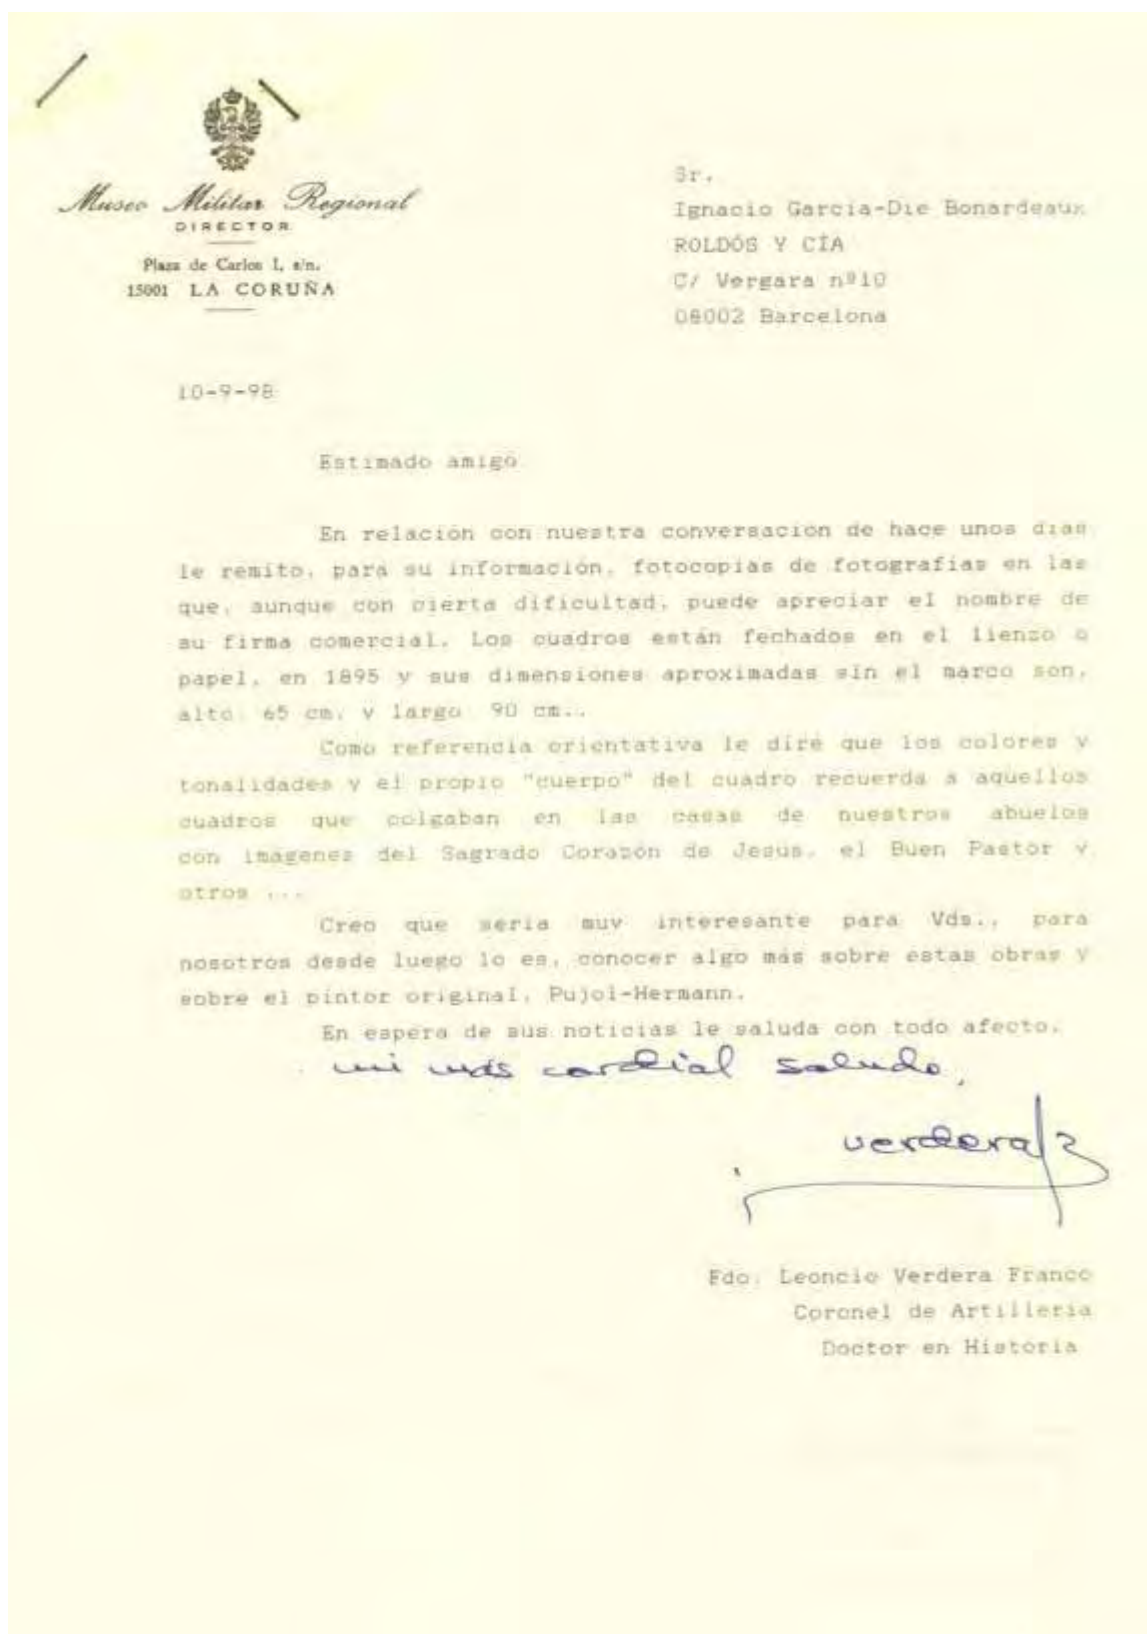 Museo Militar Regional
DIRECTOR
Plaza de Carlos I, s/n.
15001 LA CORUÑA
Sr.
Ignacio García-Die Bonardeaux
ROLDÓS Y CÍA
C/ Vergara nº10
08002 Barcelona
10-9-98
Estimado amigo
En relación con nuestra conversación de hace unos días
le remito, para su información, fotocopias de fotografías en las
que, aunque con cierta dificultad, puede apreciar el nombre de
su firma comercial. Los cuadros están fechados en el lienzo o
papel, en 1895 y sus dimensiones aproximadas sin el marco son,
alto 65 cm. y largo 90 cm..
Como referencia orientativa le diré que los colores y
tonalidades y el propio "cuerpo" del cuadro recuerda a aquellos
cuadros que colgaban en las casas de nuestros abuelos
con imágenes del Sagrado Corazón de Jesús, el Buen Pastor y
otros ...
Creo que sería muy interesante para Vds., para
nosotros desde luego lo es, conocer algo más sobre estas obras y
sobre el pintor original, Pujol-Hermann.
En espera de sus noticias le saluda con todo afecto.
mi más cordial saludo,
verdera
Fdo. Leoncio Verdera Franco
Coronel de Artillería
Doctor en Historia